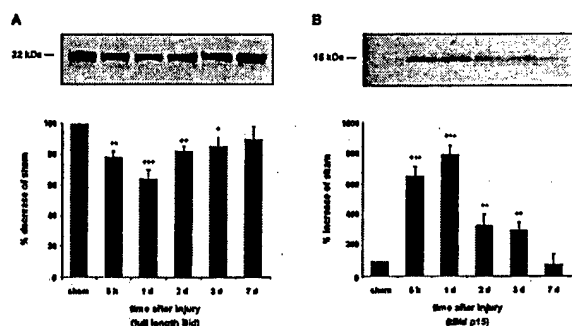 A
22 kDa —
% decrease of sham
100
80
60
40
20
0
** *** ** * 
sham 6 h 1 d 2 d 3 d 7 d
time after injury
(full length Bid)
B
15 kDa —
% increase of sham
1000
800
600
400
200
0
*** *** ** **
sham 6 h 1 d 2 d 3 d 7 d
time after injury
(tBid p15)